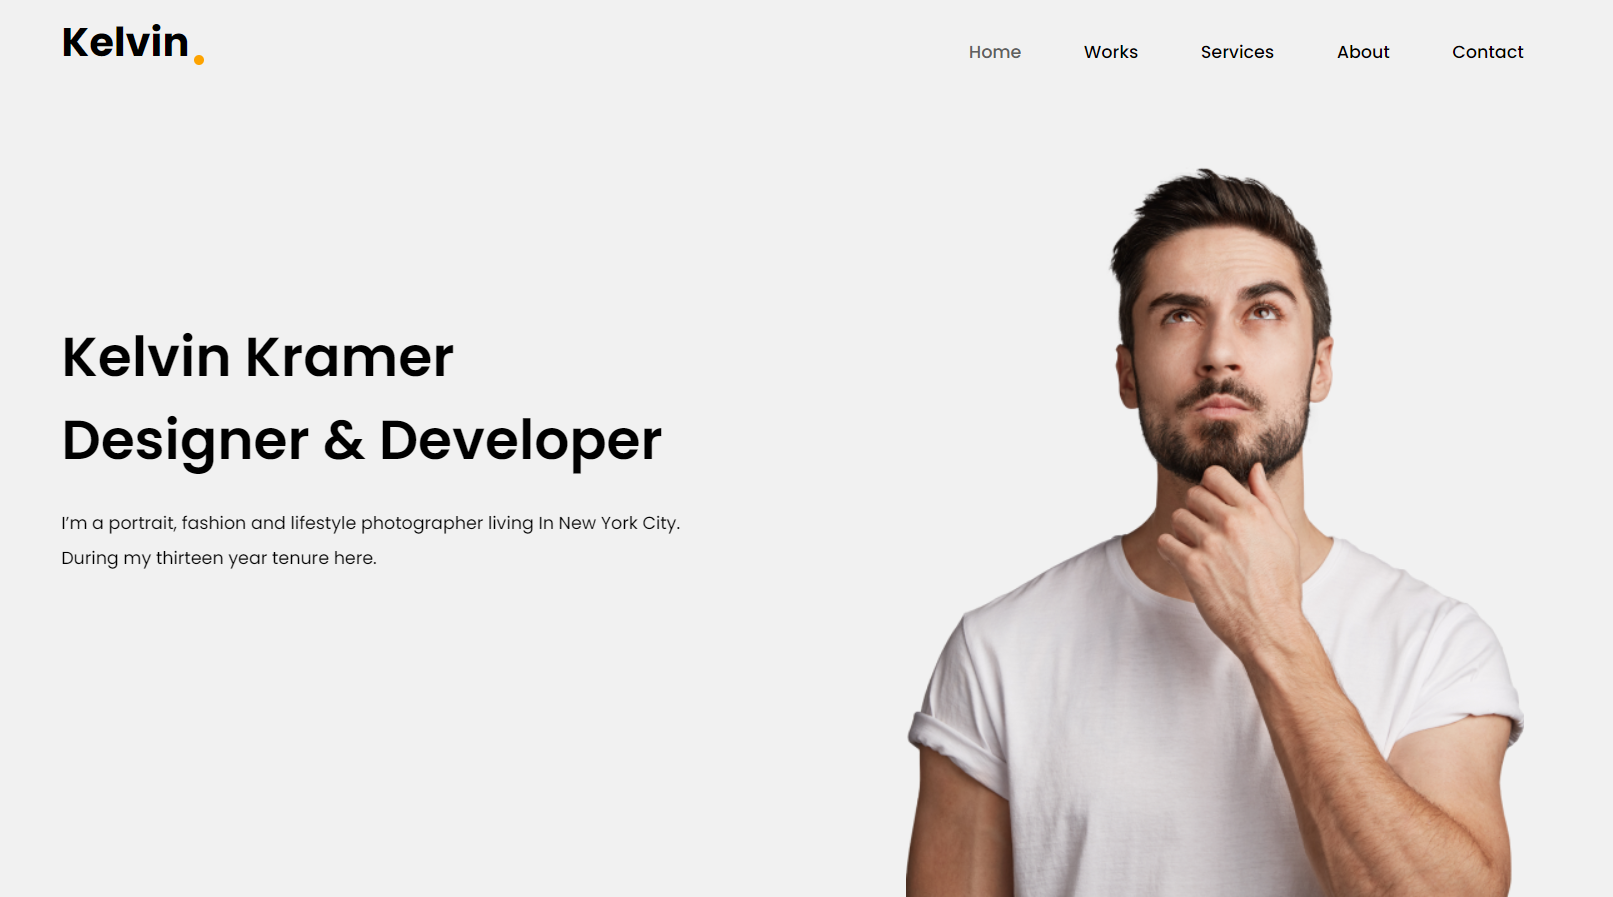 Kelvin.
Home Works Services About Contact
Kelvin Kramer
Designer & Developer
I’m a portrait, fashion and lifestyle photographer living In New York City.
During my thirteen year tenure here.